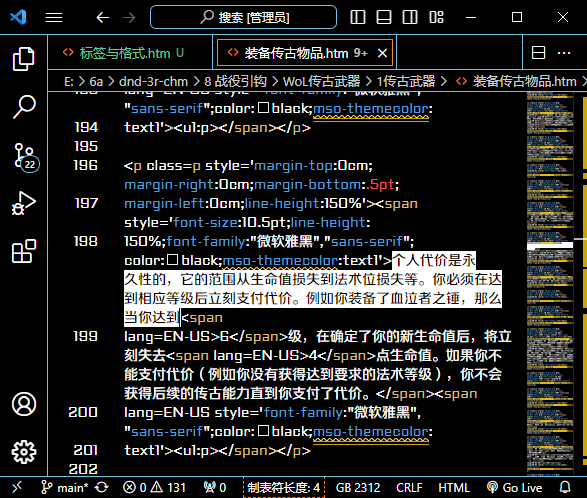 搜索 [管理员]
标签与格式.htm U
装备传古物品.htm 9+
E: > 6a > dnd-3r-chm > 8 战役引钩 > WoL传古武器 > 1传古武器 > 装备传古物品.htm > ...
"sans-serif";color:black;mso-themecolor:
194 text1'><u1:p></span></p>
195
196 <p class=p style='margin-top:0cm;
margin-right:0cm;margin-bottom:.5pt;
197 margin-left:0cm;line-height:150%'><span
style='font-size:10.5pt;line-height:
198 150%;font-family:"微软雅黑","sans-serif";
color:black;mso-themecolor:text1'>个人代价是永
久性的，它的范围从生命值损失到法术位损失等。你必须在达
到相应等级后立刻支付代价。例如你装备了血泣者之锤，那么
当你达到<span
199 lang=EN-US>6</span>级，在确定了你的新生命值后，将立
刻失去<span lang=EN-US>4</span>点生命值。如果你不
能支付代价（例如你没有获得达到要求的法术等级），你不会
获得后续的传古能力直到你支付了代价。</span><span
200 lang=EN-US style='font-family:"微软雅黑",
"sans-serif";color:black;mso-themecolor:
201 text1'><u1:p></span></p>
202
22
main* 0 131 0 制表符长度: 4 GB 2312 CRLF HTML Go Live